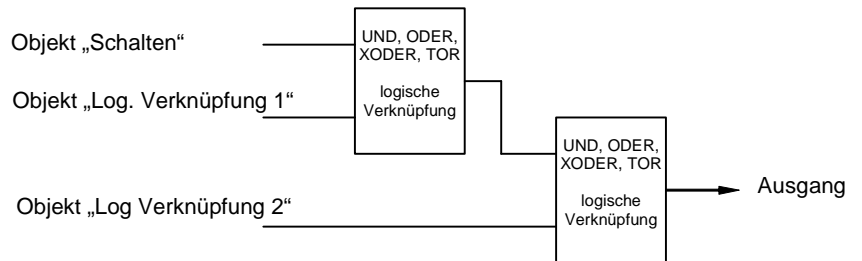 Objekt „Schalten“
UND, ODER,
XODER, TOR
logische
Verknüpfung
Objekt „Log. Verknüpfung 1“
UND, ODER,
XODER, TOR
logische
Verknüpfung
Ausgang
Objekt „Log Verknüpfung 2“